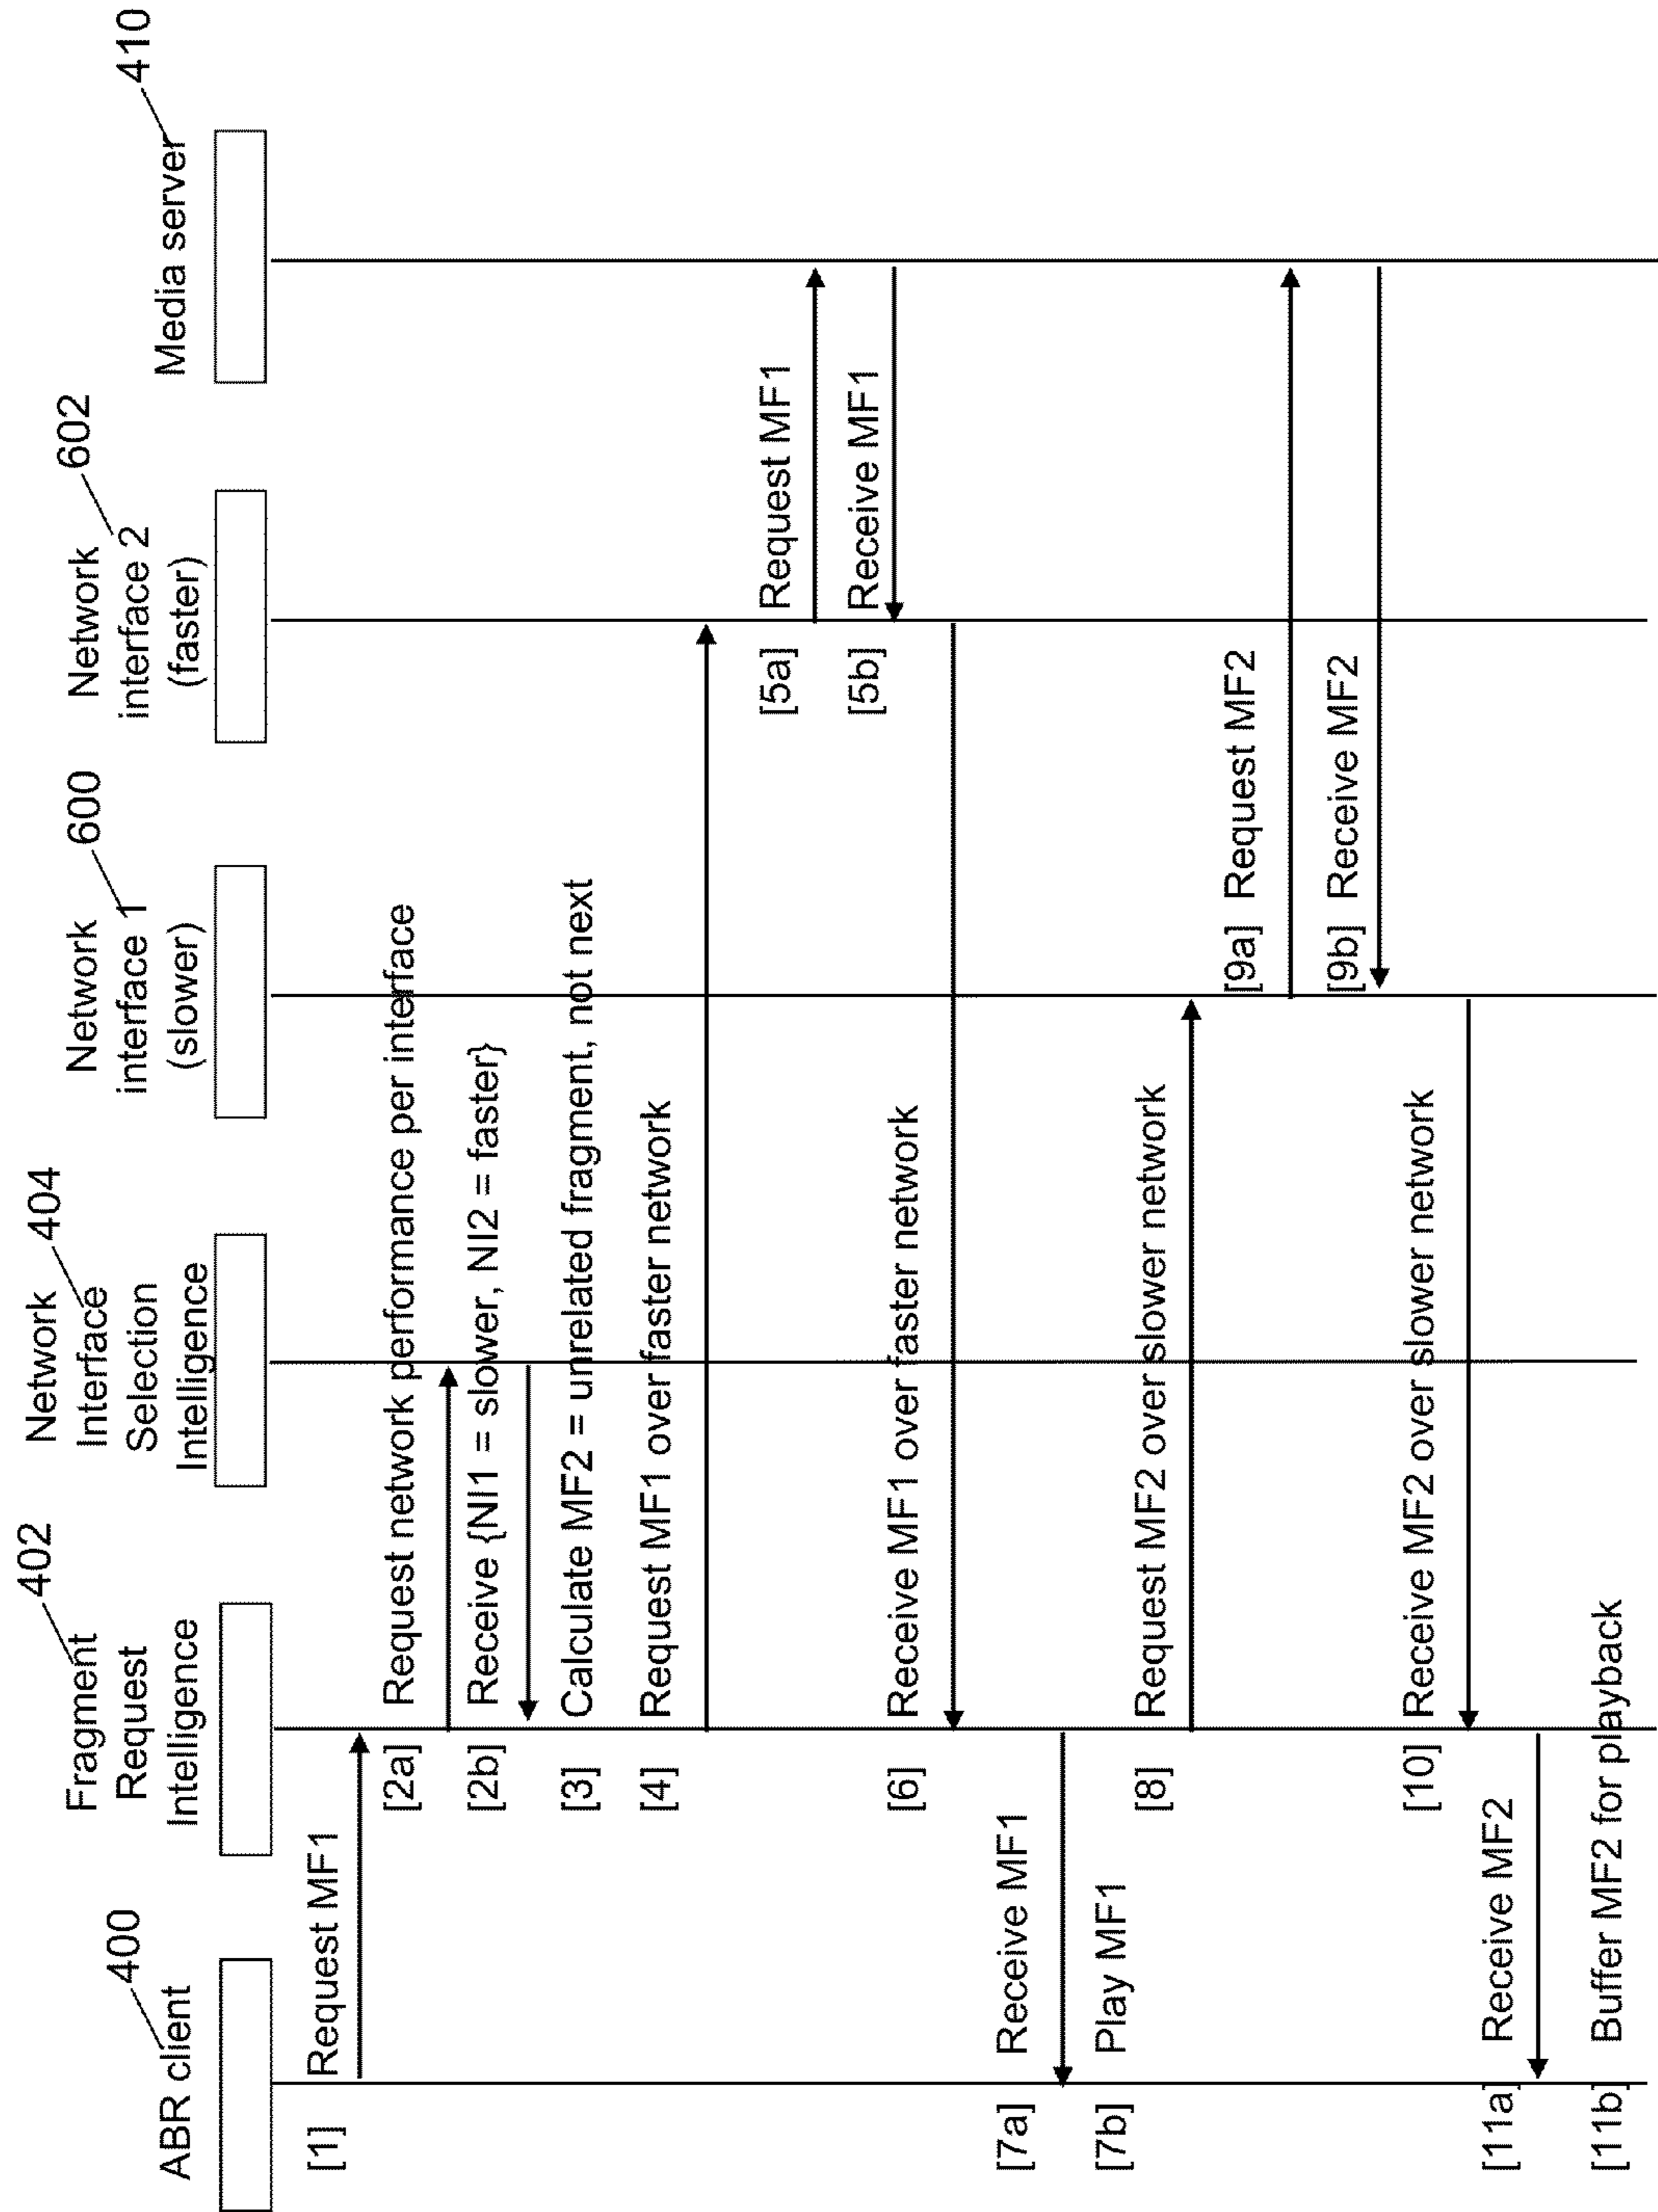 ABR client
400
Fragment
Request
Intelligence
402
Network
Interface
Selection
Intelligence
404
Network
interface 1
(slower)
600
Network
interface 2
(faster)
602
Media server
410
[1] Request MF1
[2a] Request network performance per interface
[2b] Receive {NI1 = slower, NI2 = faster}
[3] Calculate MF2 = unrelated fragment, not next
[4] Request MF1 over faster network
[5a] Request MF1
[5b] Receive MF1
[6] Receive MF1 over faster network
[7a] Receive MF1
[7b] Play MF1
[8] Request MF2 over slower network
[9a] Request MF2
[9b] Receive MF2
[10] Receive MF2 over slower network
[11a] Receive MF2
[11b] Buffer MF2 for playback